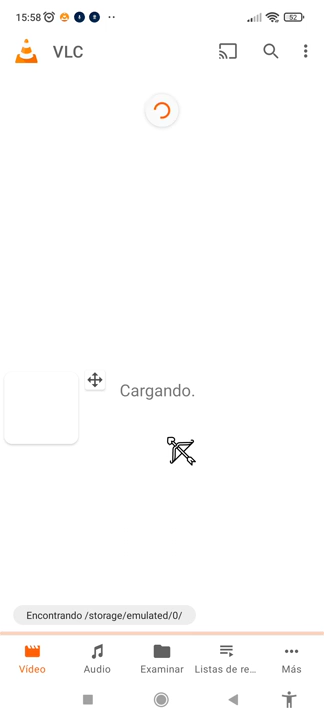 15:58
52
VLC
Cargando.
Encontrando /storage/emulated/0/
Vídeo
Audio
Examinar
Listas de re...
Más